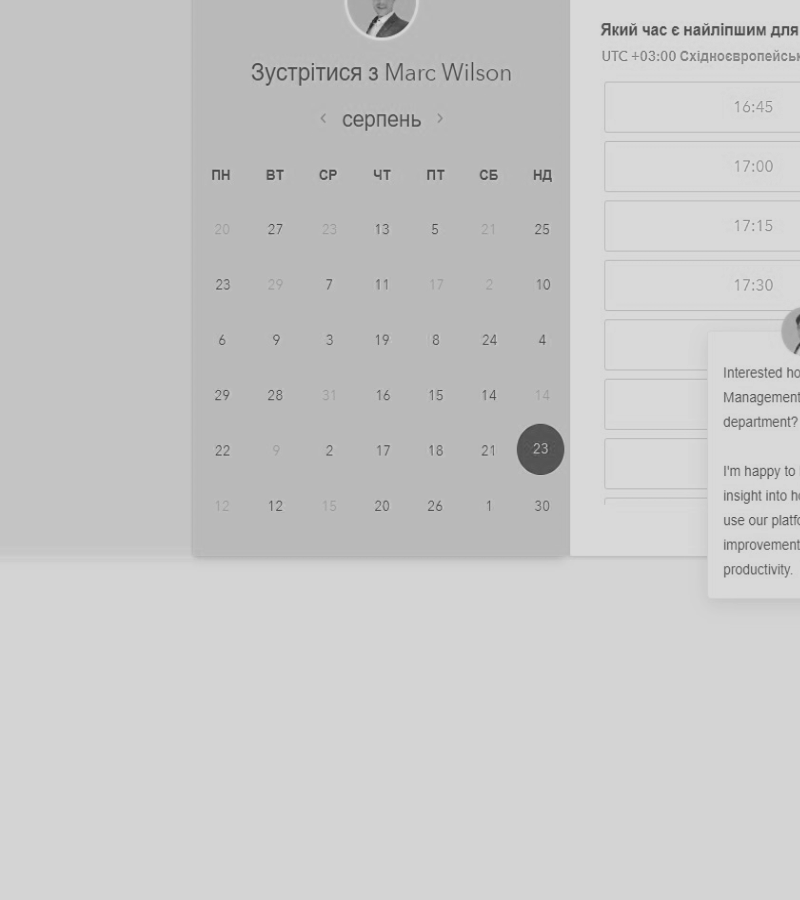 Зустрітися з Marc Wilson
‹ серпень ›
ПН ВТ СР ЧТ ПТ СБ НД
20 27 23 13 5 21 25
23 29 7 11 17 2 10
6 9 3 19 8 24 4
29 28 31 16 15 14 14
22 9 2 17 18 21 23
12 12 15 20 26 1 30
Який час є найліпшим для
UTC +03:00
16:45
17:00
17:15
17:30
Interested
Management
department?
I'm happy to
insight into
use our
improvement
productivity.